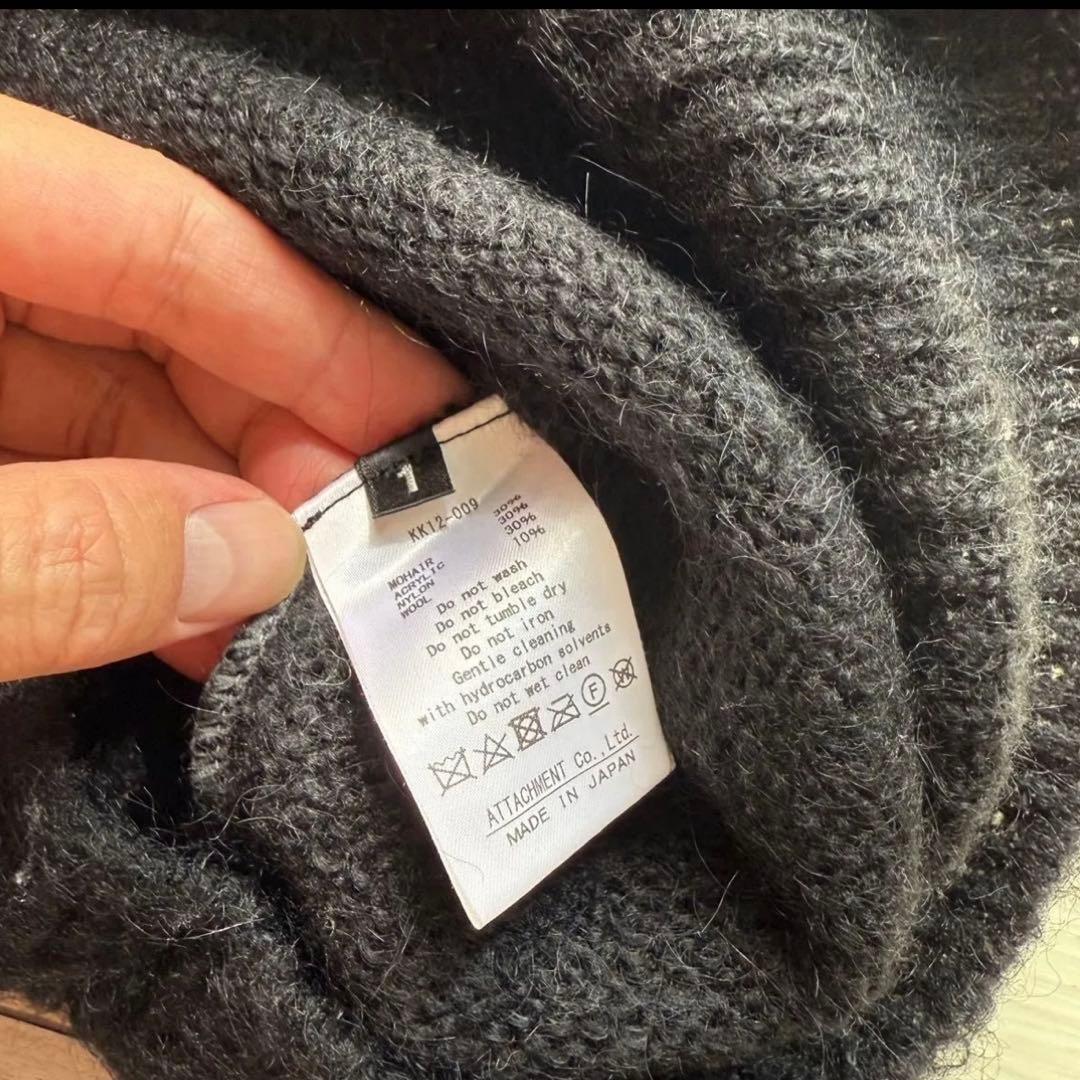 1
KK12-009
MOHAIR 30%
ACRYLIC 30%
NYLON 30%
WOOL 10%
Do not wash
Do not bleach
Do not tumble dry
Do not iron
Gentle cleaning
with hydrocarbon solvents
Do not wet clean
F
ATTACHMENT Co.,Ltd.
MADE IN JAPAN